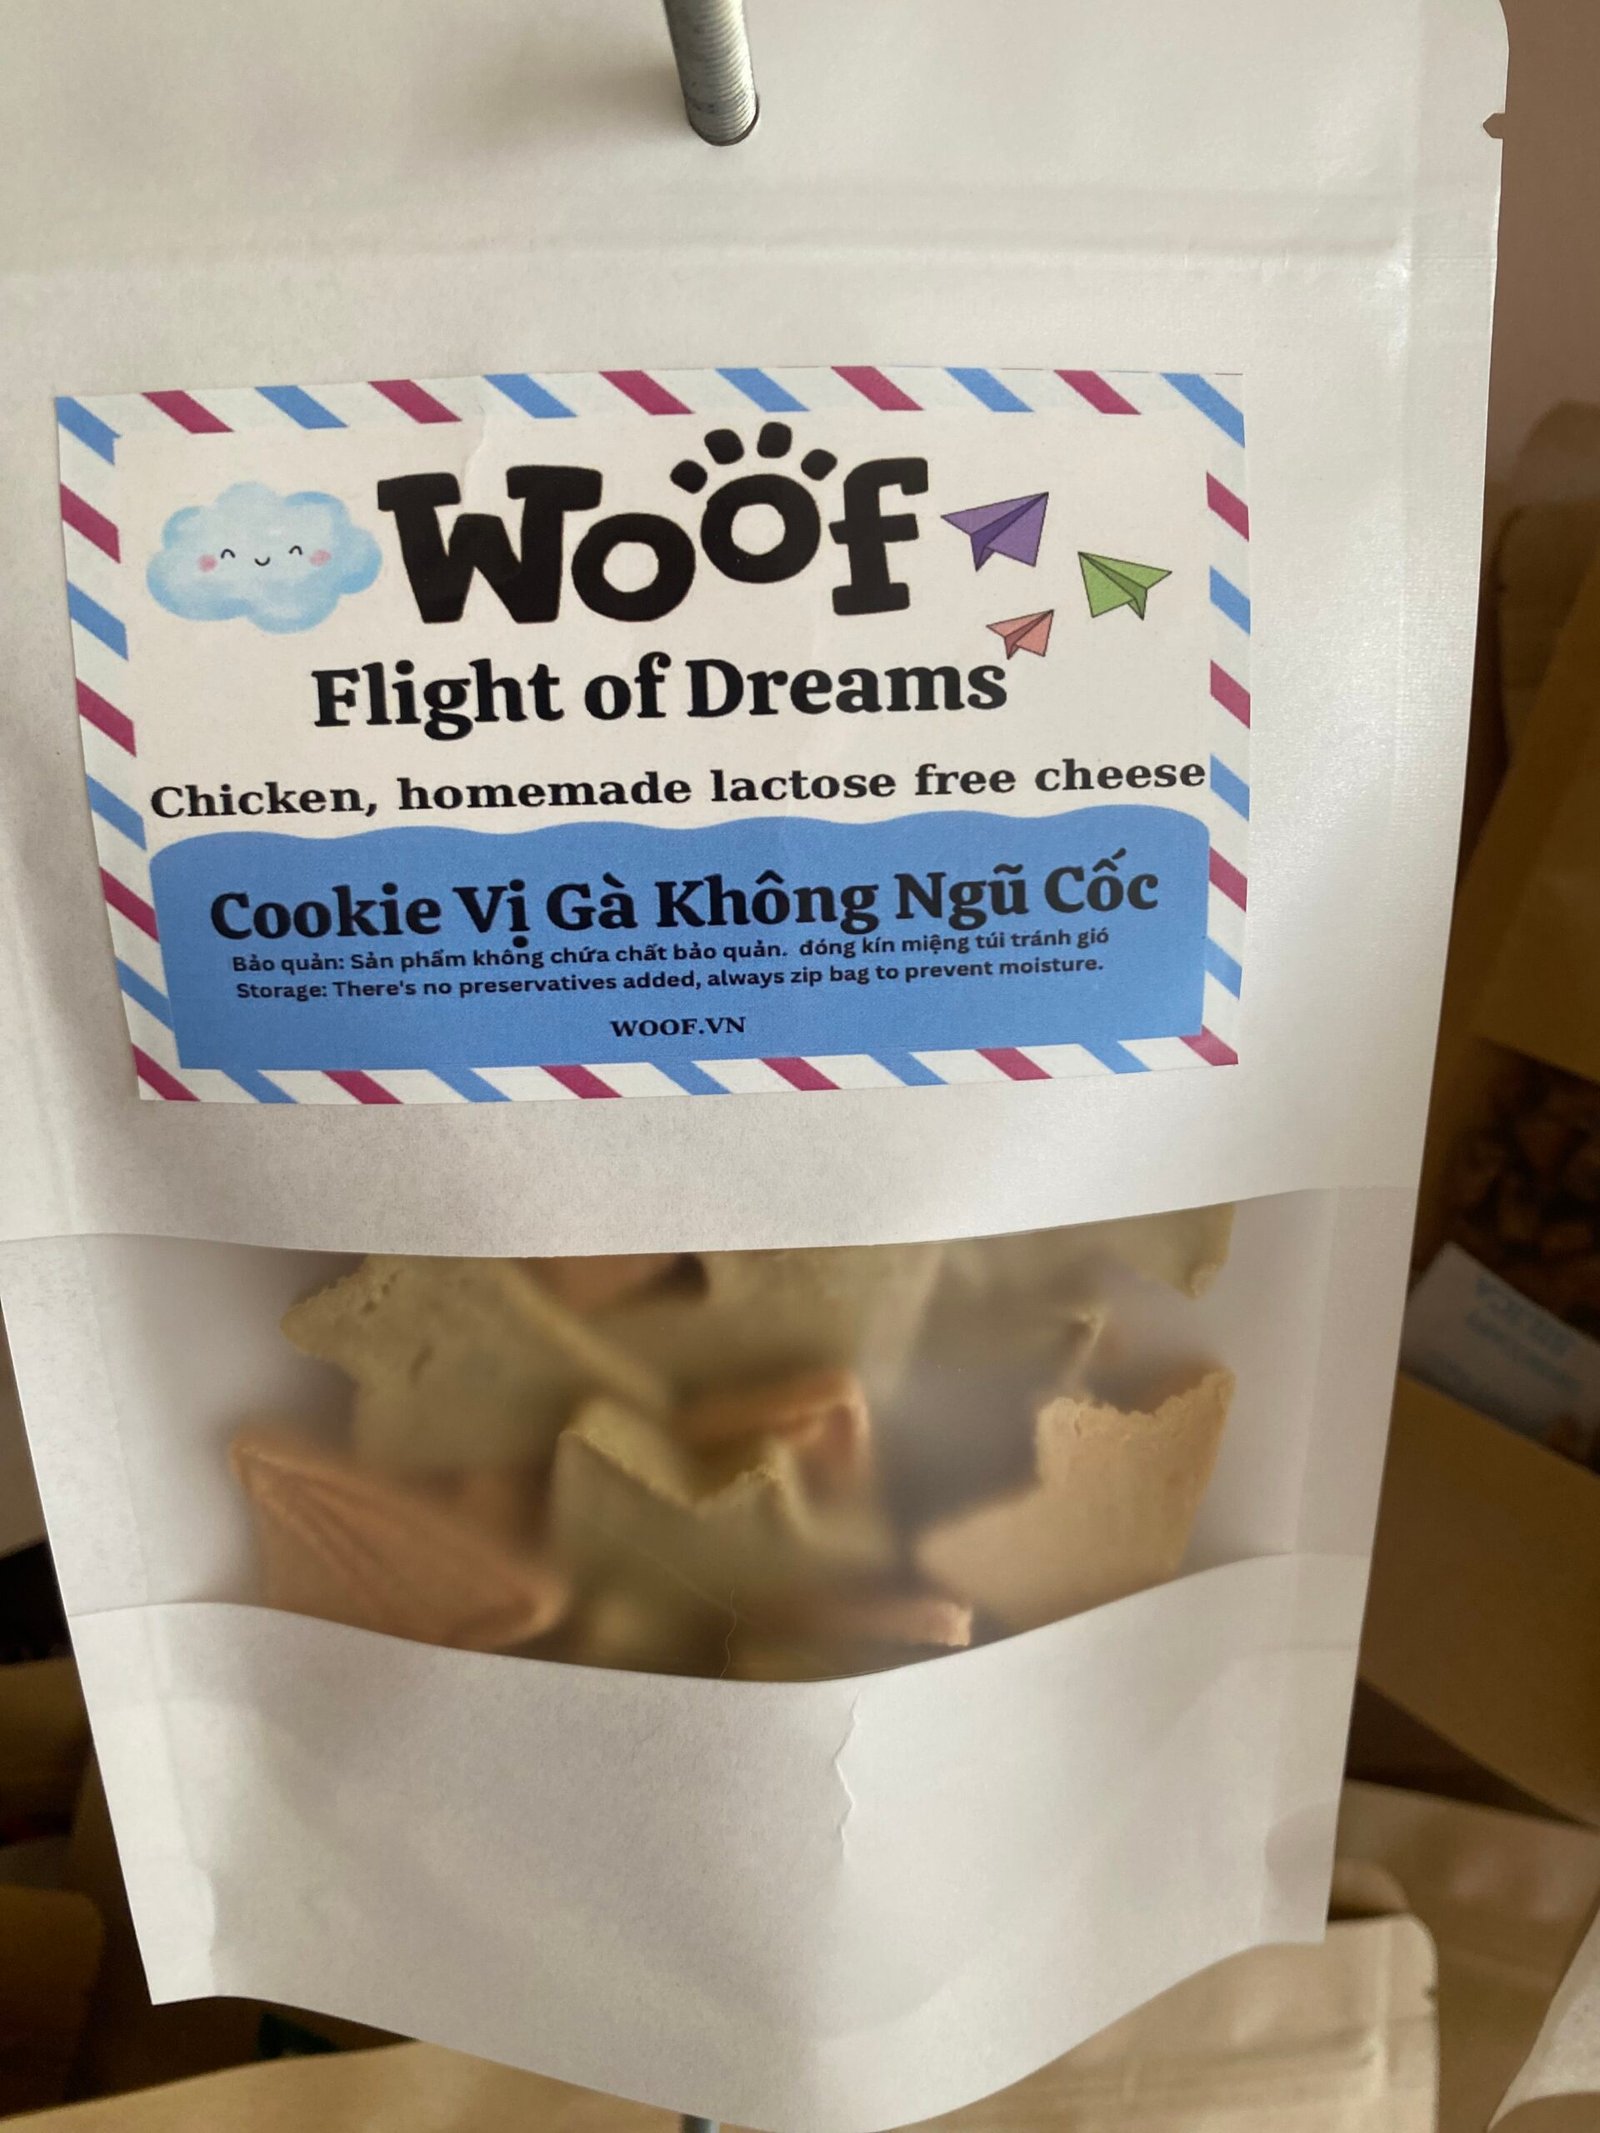 Woof
Flight of Dreams
Chicken, homemade lactose free cheese
Cookie Vị Gà Không Ngũ Cốc
Bảo quản: Sản phẩm không chứa chất bảo quản. đóng kín miệng túi tránh gió
Storage: There's no preservatives added, always zip bag to prevent moisture.
WOOF.VN